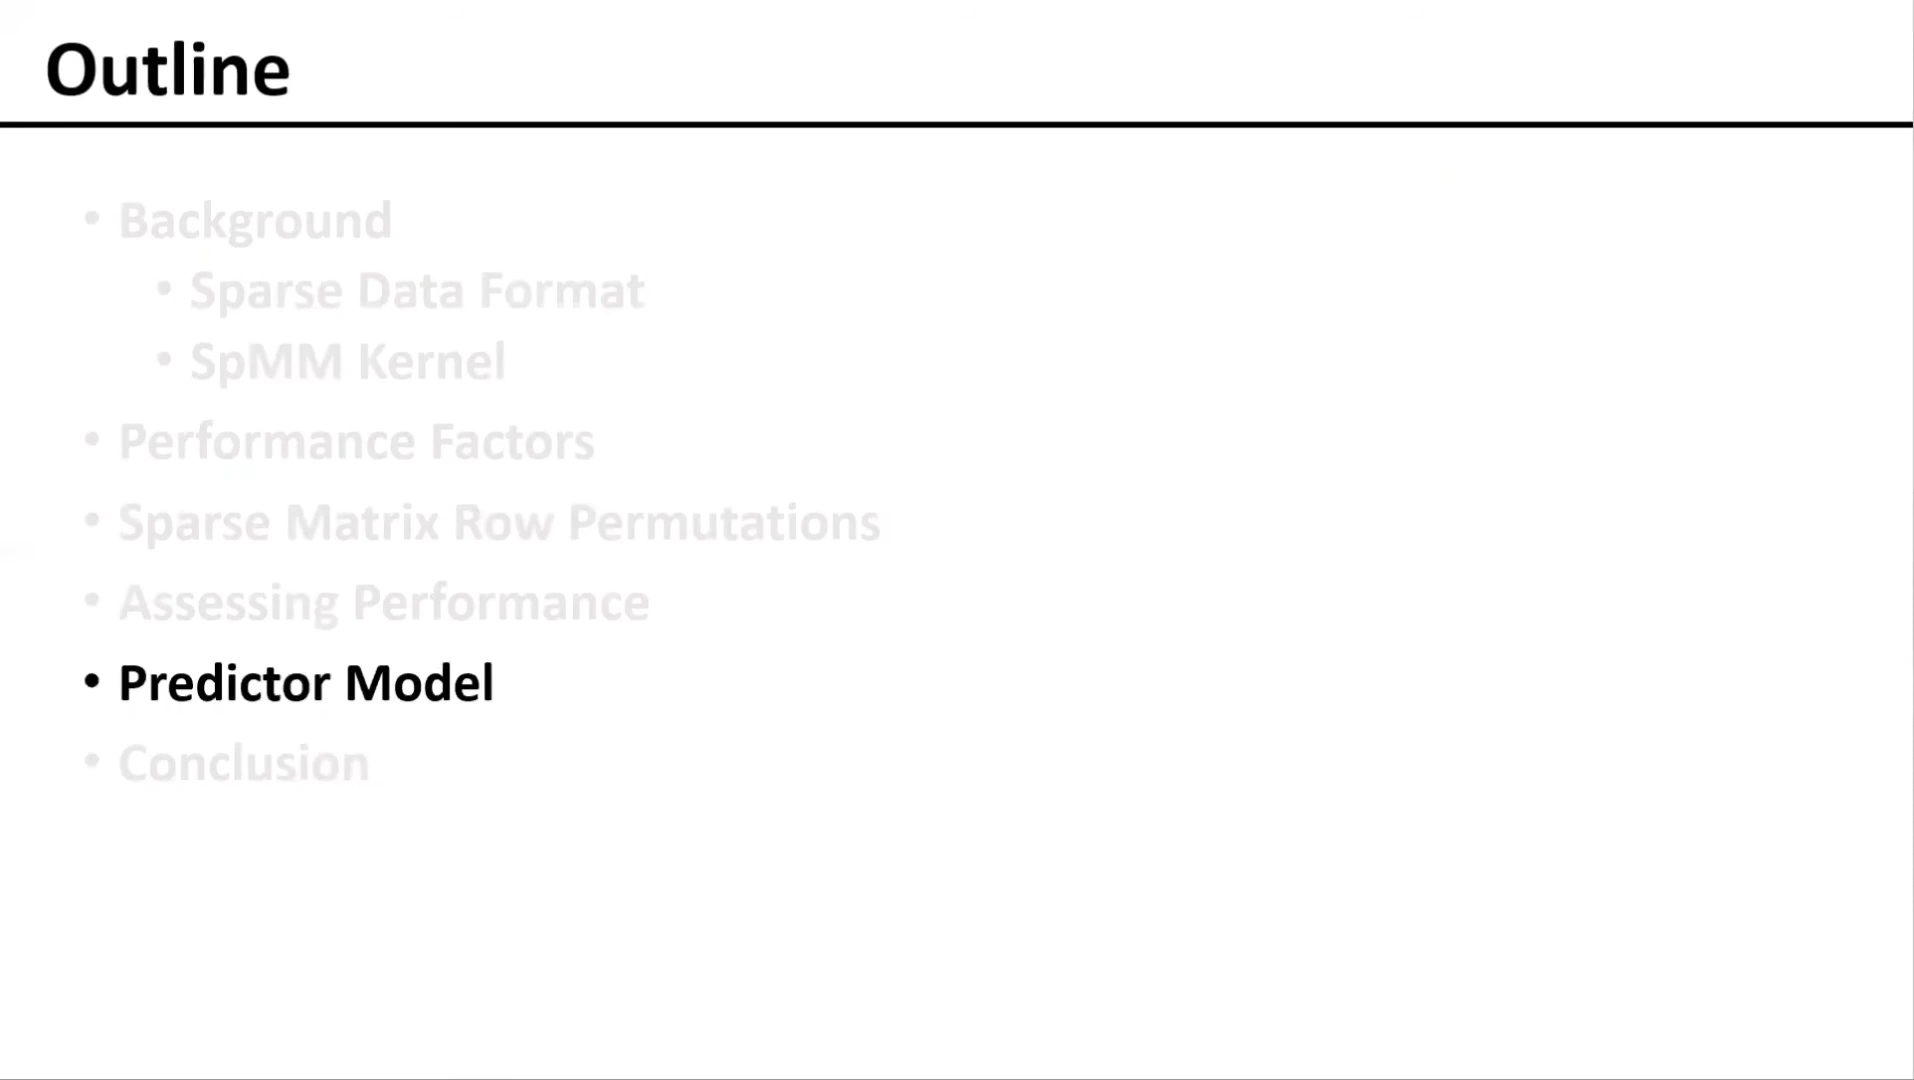 Outline
• Background
• Sparse Data Format
• SpMM Kernel
• Performance Factors
• Sparse Matrix Row Permutations
• Assessing Performance
• Predictor Model
• Conclusion